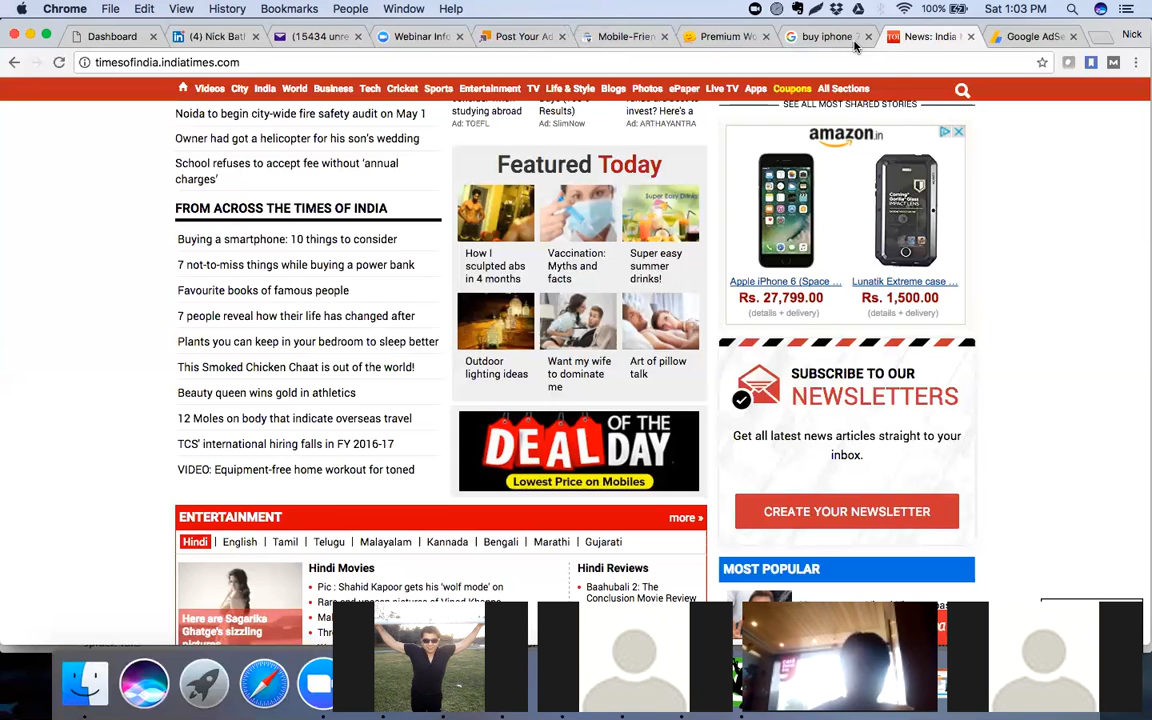 Chrome File Edit View History Bookmarks People Window Help
100% Sat 1:03 PM
Dashboard
(4) Nick Bati
(15434 unre
Webinar Info
Post Your Ad
Mobile-Frien
Premium Wo
buy iphone 7
News: India
Google AdSe
Nick
timesofindia.indiatimes.com
Videos City India World Business Tech Cricket Sports Entertainment TV Life & Style Blogs Photos ePaper Live TV Apps Coupons All Sections
Noida to begin city-wide fire safety audit on May 1
Owner had got a helicopter for his son's wedding
School refuses to accept fee without 'annual
charges'
FROM ACROSS THE TIMES OF INDIA
Buying a smartphone: 10 things to consider
7 not-to-miss things while buying a power bank
Favourite books of famous people
7 people reveal how their life has changed after
Plants you can keep in your bedroom to sleep better
This Smoked Chicken Chaat is out of the world!
Beauty queen wins gold in athletics
12 Moles on body that indicate overseas travel
TCS' international hiring falls in FY 2016-17
VIDEO: Equipment-free home workout for toned
studying abroad
Ad: TOEFL
Results)
Ad: SlimNow
invest? Here's a
Ad: ARTHAYANTRA
Featured Today
How I
sculpted abs
in 4 months
Vaccination:
Myths and
facts
Super Easy Drinks
Super easy
summer
drinks!
Outdoor
lighting ideas
Want my wife
to dominate
me
Art of pillow
talk
DEAL OF THE DAY
Lowest Price on Mobiles
SEE ALL MOST SHARED STORIES
amazon.in
Apple iPhone 6 (Space ...
Rs. 27,799.00
(details + delivery)
Lunatik Extreme case ...
Rs. 1,500.00
(details + delivery)
SUBSCRIBE TO OUR
NEWSLETTERS
Get all latest news articles straight to your
inbox.
CREATE YOUR NEWSLETTER
MOST POPULAR
ENTERTAINMENT
more »
Hindi | English | Tamil | Telugu | Malayalam | Kannada | Bengali | Marathi | Gujarati
Here are Sagarika
Ghatge's sizzling
pictures
Hindi Movies
Pic : Shahid Kapoor gets his 'wolf mode' on
Hindi Reviews
Baahubali 2: The
Conclusion Movie Review